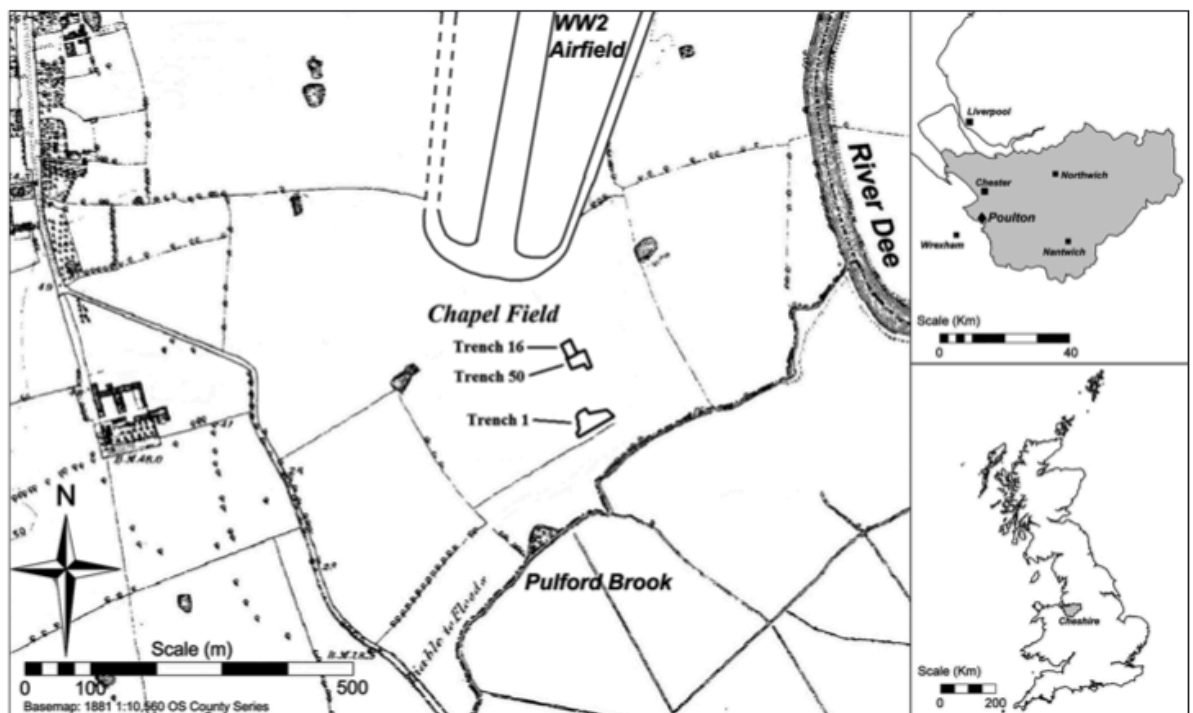 WW2
Airfield
River Dee
Chapel Field
Trench 16
Trench 50
Trench 1
B.M.48.0
N
Pulford Brook
Liable to Floods
Scale (m)
0 100 500
Basemap: 1881 1:10,560 OS County Series
Liverpool
Northwich
Chester
Poulton
Wrexham
Nantwich
Scale (Km)
0 40
Cheshire
Scale (Km)
0 200